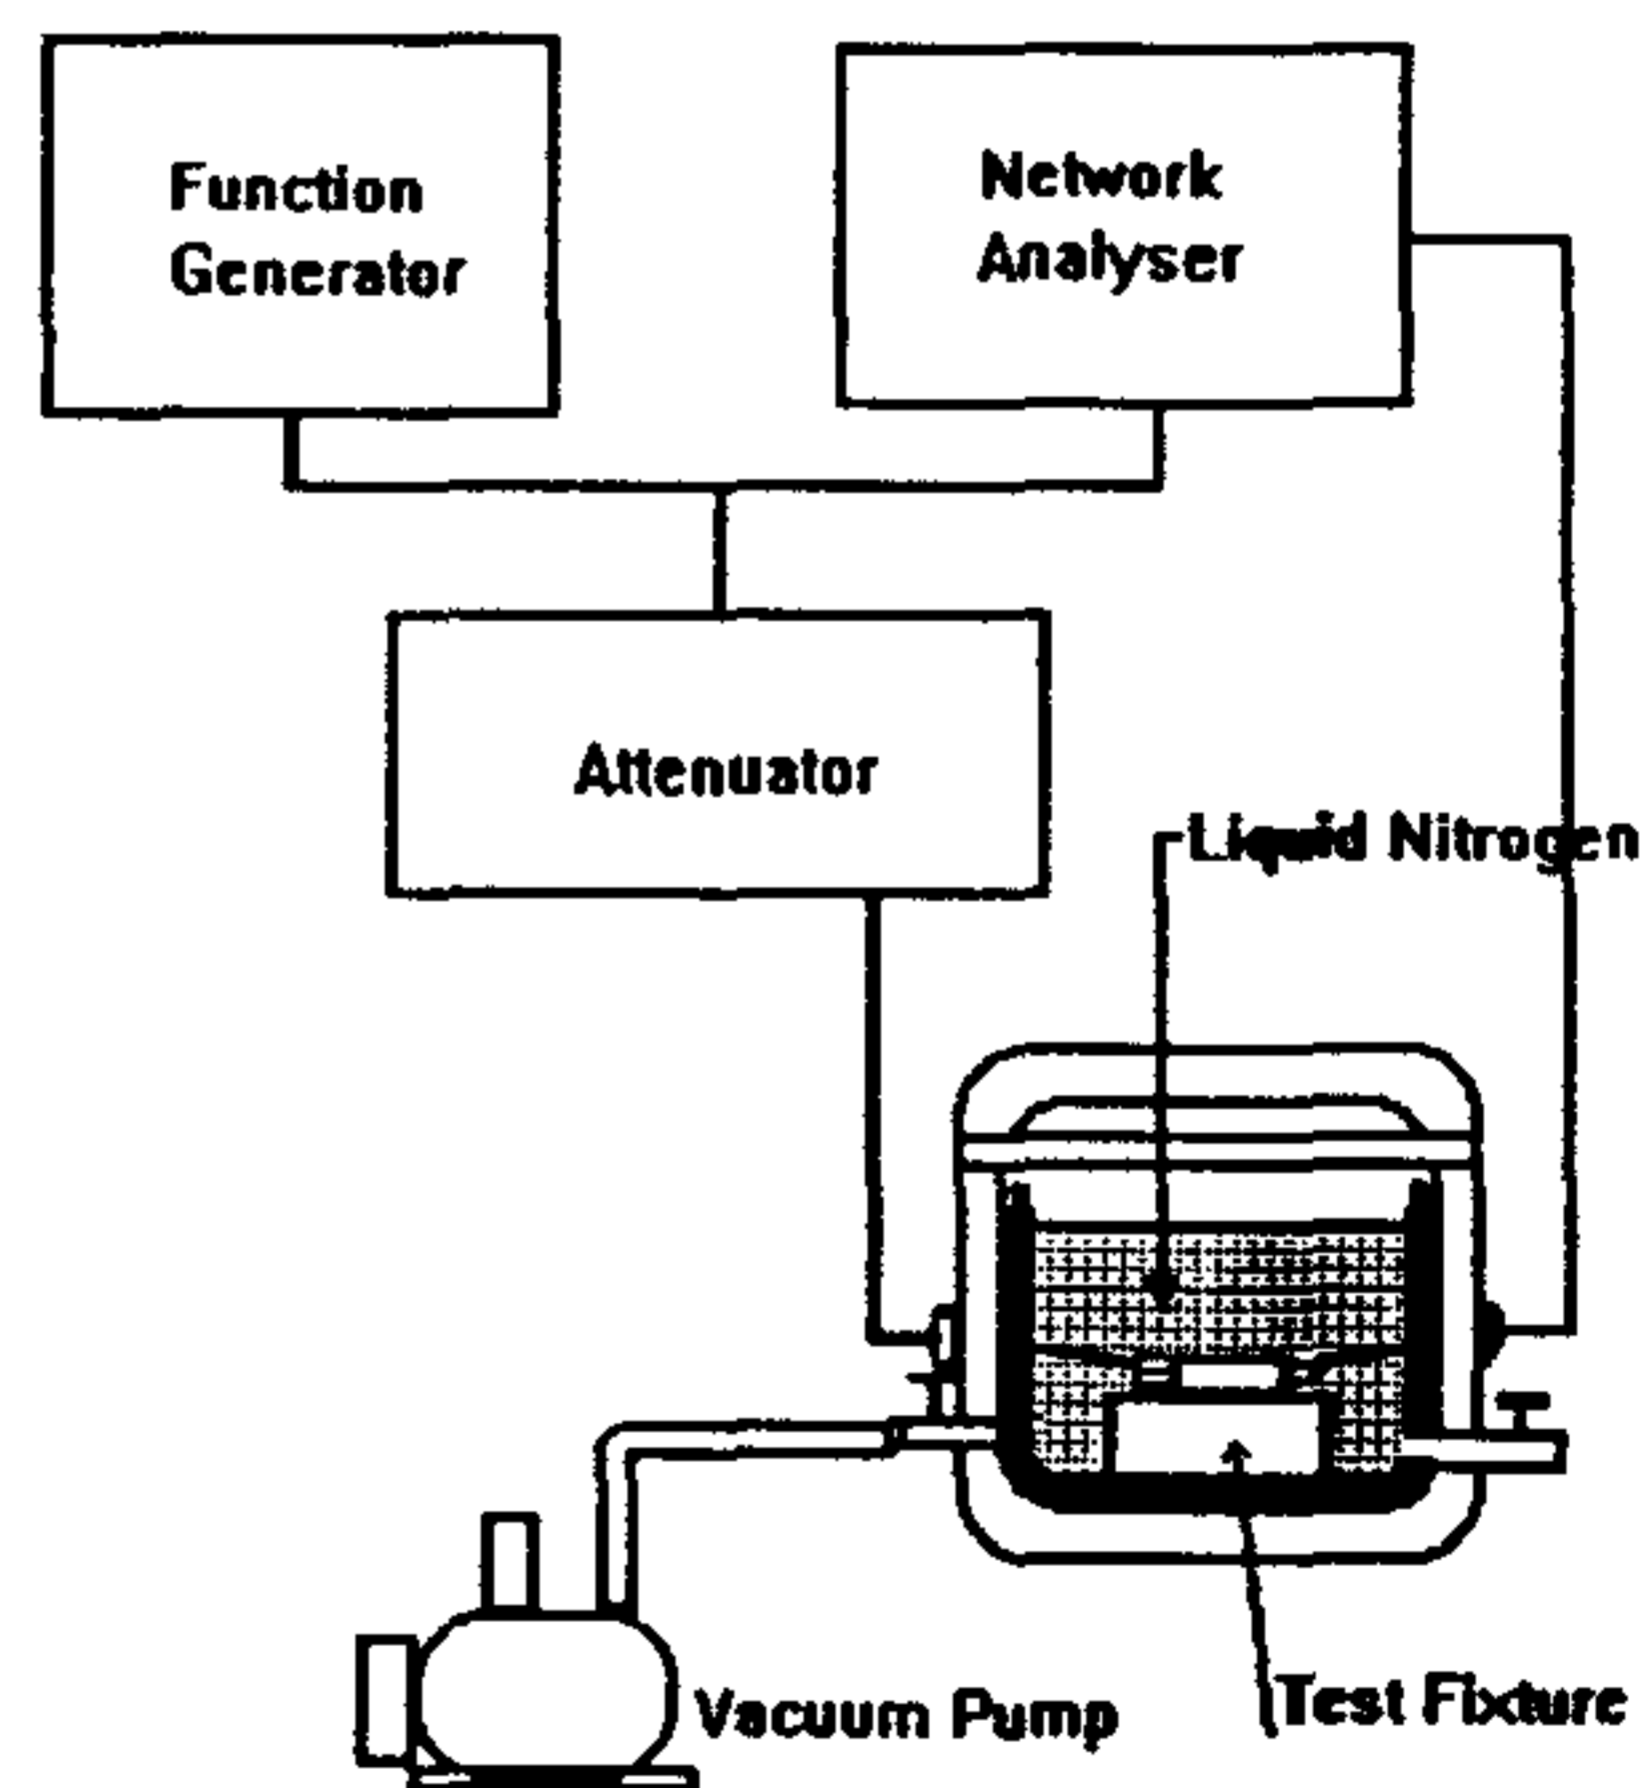 Function
Generator
Network
Analyser
Attenuator
Liquid Nitrogen
Vacuum Pump
Test Fixture